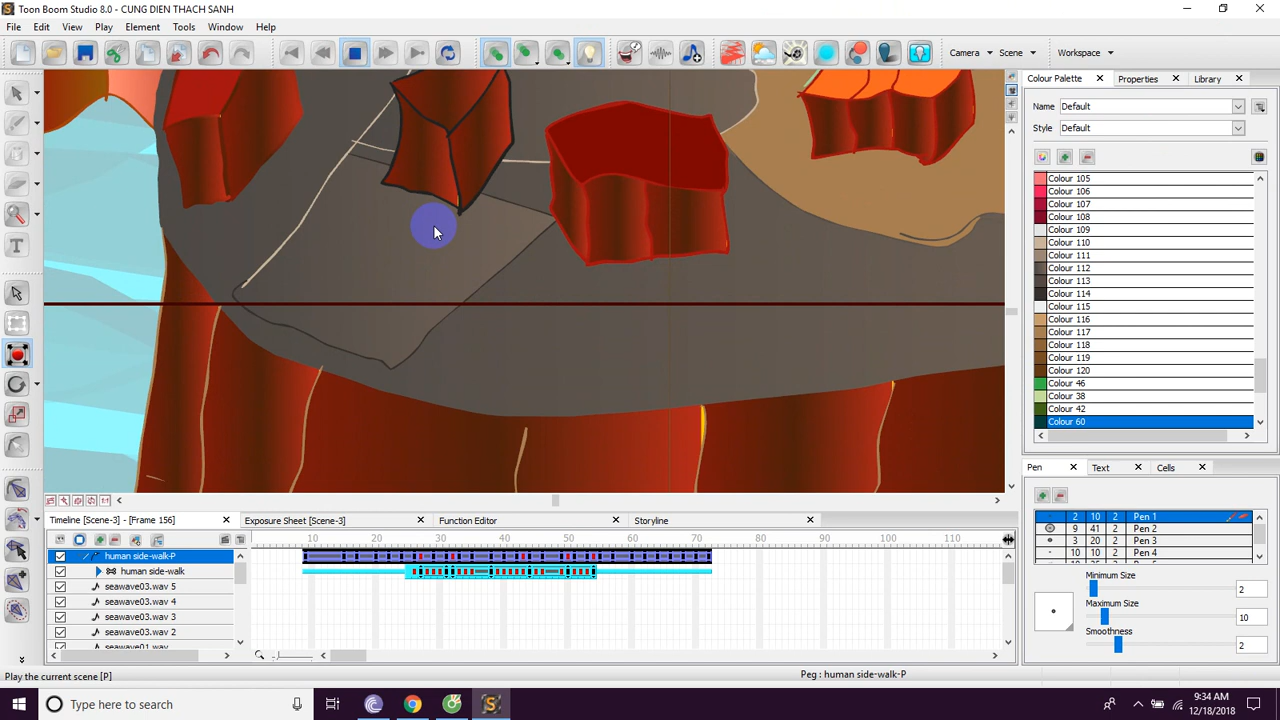 Toon Boom Studio 8.0 - CUNG DIEN THACH SANH
File Edit View Play Element Tools Window Help
Camera Scene Workspace
Colour Palette Properties Library
Name Default
Style Default
Colour 105
Colour 106
Colour 107
Colour 108
Colour 109
Colour 110
Colour 111
Colour 112
Colour 113
Colour 114
Colour 115
Colour 116
Colour 117
Colour 118
Colour 119
Colour 120
Colour 46
Colour 38
Colour 42
Colour 60
Pen Text Cells
2 10 Pen 1
9 41 Pen 2
3 20 Pen 3
10 10 Pen 4
Minimum Size
2
Maximum Size
10
Smoothness
2
Timeline [Scene-3] - [Frame 156] Exposure Sheet [Scene-3] Function Editor Storyline
10 20 30 40 50 60 70 80 90 100 110
human side-walk-P
human side-walk
seawave03.wav 5
seawave03.wav 4
seawave03.wav 3
seawave03.wav 2
seawave01.wav
Play the current scene [P]
Peg : human side-walk-P
Type here to search
9:34 AM
12/18/2018